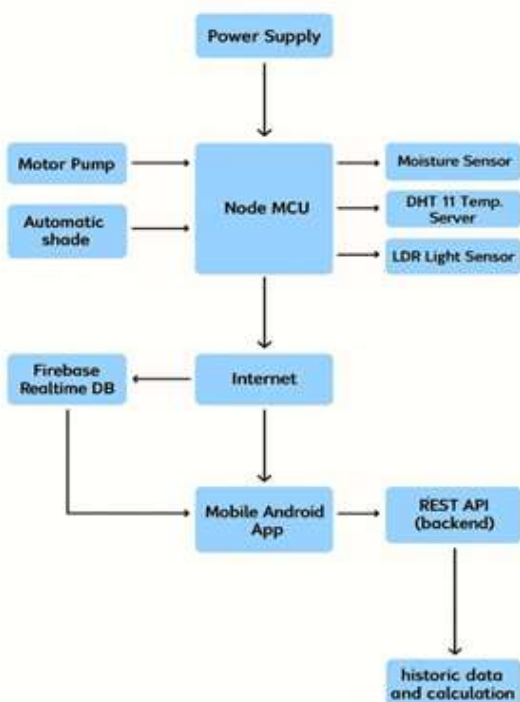 Power Supply
Motor Pump
Automatic
shade
Node MCU
Moisture Sensor
DHT 11 Temp.
Server
LDR Light Sensor
Firebase
Realtime DB
Internet
Mobile Android
App
REST API
(backend)
historic data
and calculation